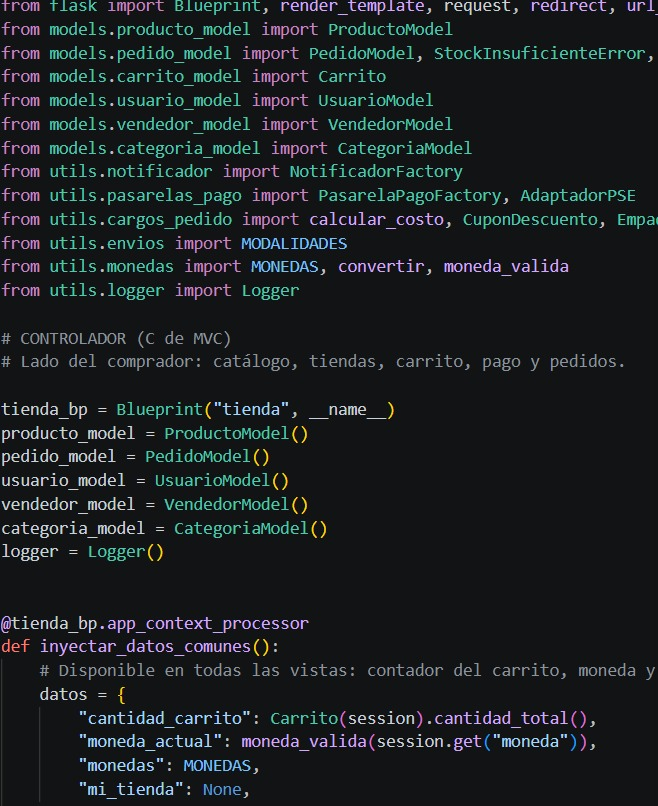 from flask import Blueprint, render_template, request, redirect, url_
from models.producto_model import ProductoModel
from models.pedido_model import PedidoModel, StockInsuficienteError,
from models.carrito_model import Carrito
from models.usuario_model import UsuarioModel
from models.vendedor_model import VendedorModel
from models.categoria_model import CategoriaModel
from utils.notificador import NotificadorFactory
from utils.pasarelas_pago import PasarelaPagoFactory, AdaptadorPSE
from utils.cargos_pedido import calcular_costo, CuponDescuento, Empac
from utils.envios import MODALIDADES
from utils.monedas import MONEDAS, convertir, moneda_valida
from utils.logger import Logger
# CONTROLADOR (C de MVC)
# Lado del comprador: catálogo, tiendas, carrito, pago y pedidos.
tienda_bp = Blueprint("tienda", __name__)
producto_model = ProductoModel()
pedido_model = PedidoModel()
usuario_model = UsuarioModel()
vendedor_model = VendedorModel()
categoria_model = CategoriaModel()
logger = Logger()
@tienda_bp.app_context_processor
def inyectar_datos_comunes():
# Disponible en todas las vistas: contador del carrito, moneda y
datos = {
"cantidad_carrito": Carrito(session).cantidad_total(),
"moneda_actual": moneda_valida(session.get("moneda")),
"monedas": MONEDAS,
"mi_tienda": None,